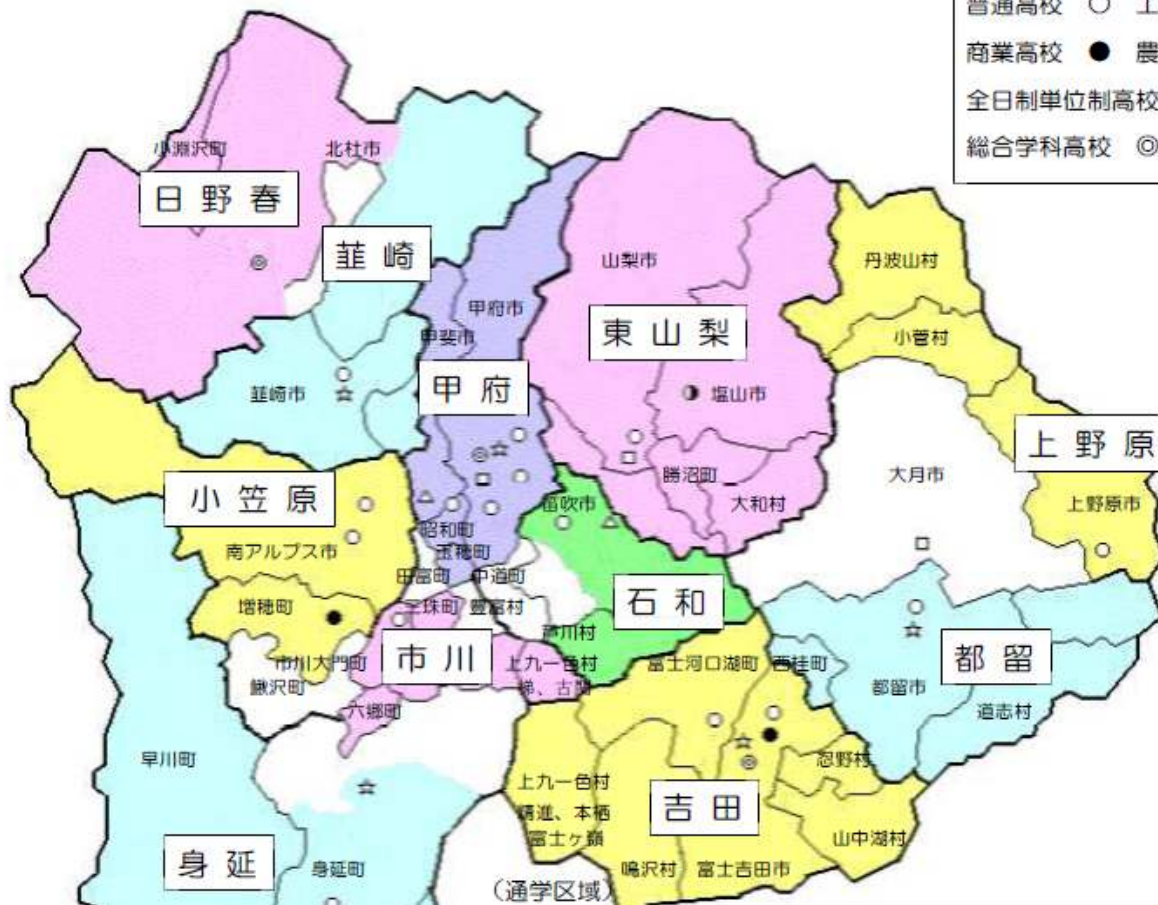 普通高校 ○ 工
商業高校 ● 農
全日制単位制高校
総合学科高校 ◎
小淵沢町
北杜市
日野春
韮崎
山梨市
丹波山村
甲府市
甲斐市
東山梨
小菅村
韮崎市
甲府
塩山市
上野原
勝沼町
大月市
小笠原
大和村
上野原市
笛吹市
昭和町
南アルプス市
玉穂町
田富町
中道町
石和
増穂町
三珠町
豊富村
芦川村
市川大門町
市川
上九一色村
梯、古関
富士河口湖町
西桂町
都留
鰍沢町
都留市
六郷町
道志村
早川町
忍野村
上九一色村
精進、本栖
富士ヶ嶺
吉田
山中湖村
身延
身延町
鳴沢村
富士吉田市
(通学区域)